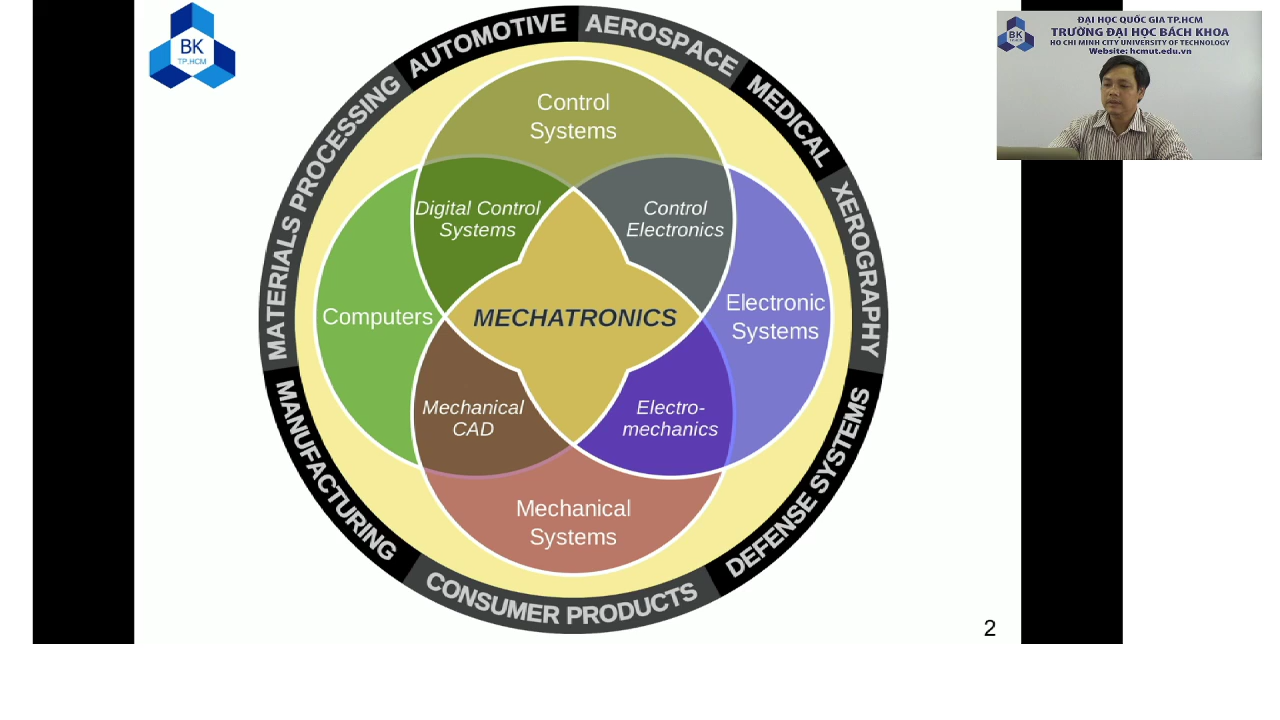 BK
TP.HCM
AUTOMOTIVE
AEROSPACE
MEDICAL
XEROGRAPHY
DEFENSE SYSTEMS
CONSUMER PRODUCTS
MANUFACTURING
MATERIALS PROCESSING
Control
Systems
Digital Control
Systems
Control
Electronics
Computers
MECHATRONICS
Electronic
Systems
Mechanical
CAD
Electro-
mechanics
Mechanical
Systems
2
BK
ĐẠI HỌC QUỐC GIA TP.HCM
TRƯỜNG ĐẠI HỌC BÁCH KHOA
HO CHI MINH CITY UNIVERSITY OF TECHNOLOGY
Website: hcmut.edu.vn